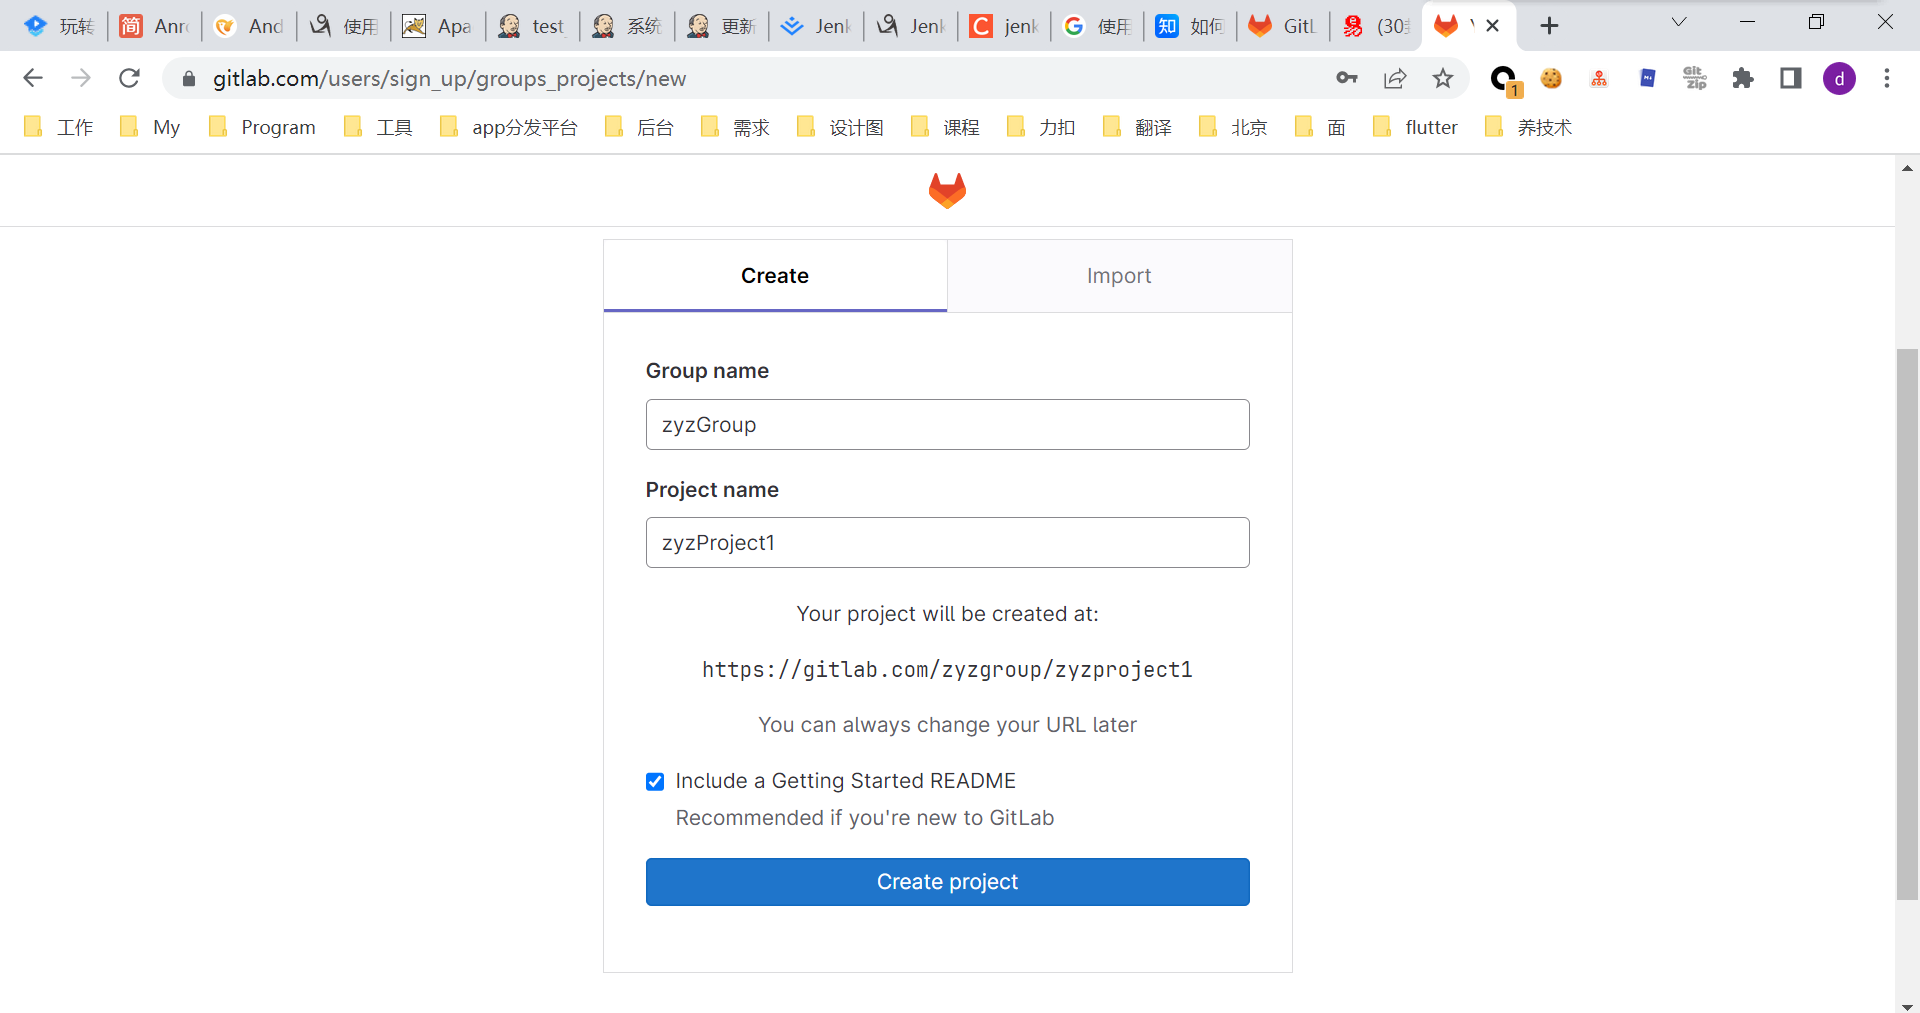 玩转 Anr And 使用 Apa test 系统 更新 Jenk Jenk jenk 使用 如何 GitL (30
gitlab.com/users/sign_up/groups_projects/new
1
Git Zip
d
工作 My Program 工具 app分发平台 后台 需求 设计图 课程 力扣 翻译 北京 面 flutter 养技术
Create Import
Group name
zyzGroup
Project name
zyzProject1
Your project will be created at:
https://gitlab.com/zyzgroup/zyzproject1
You can always change your URL later
Include a Getting Started README
Recommended if you're new to GitLab
Create project